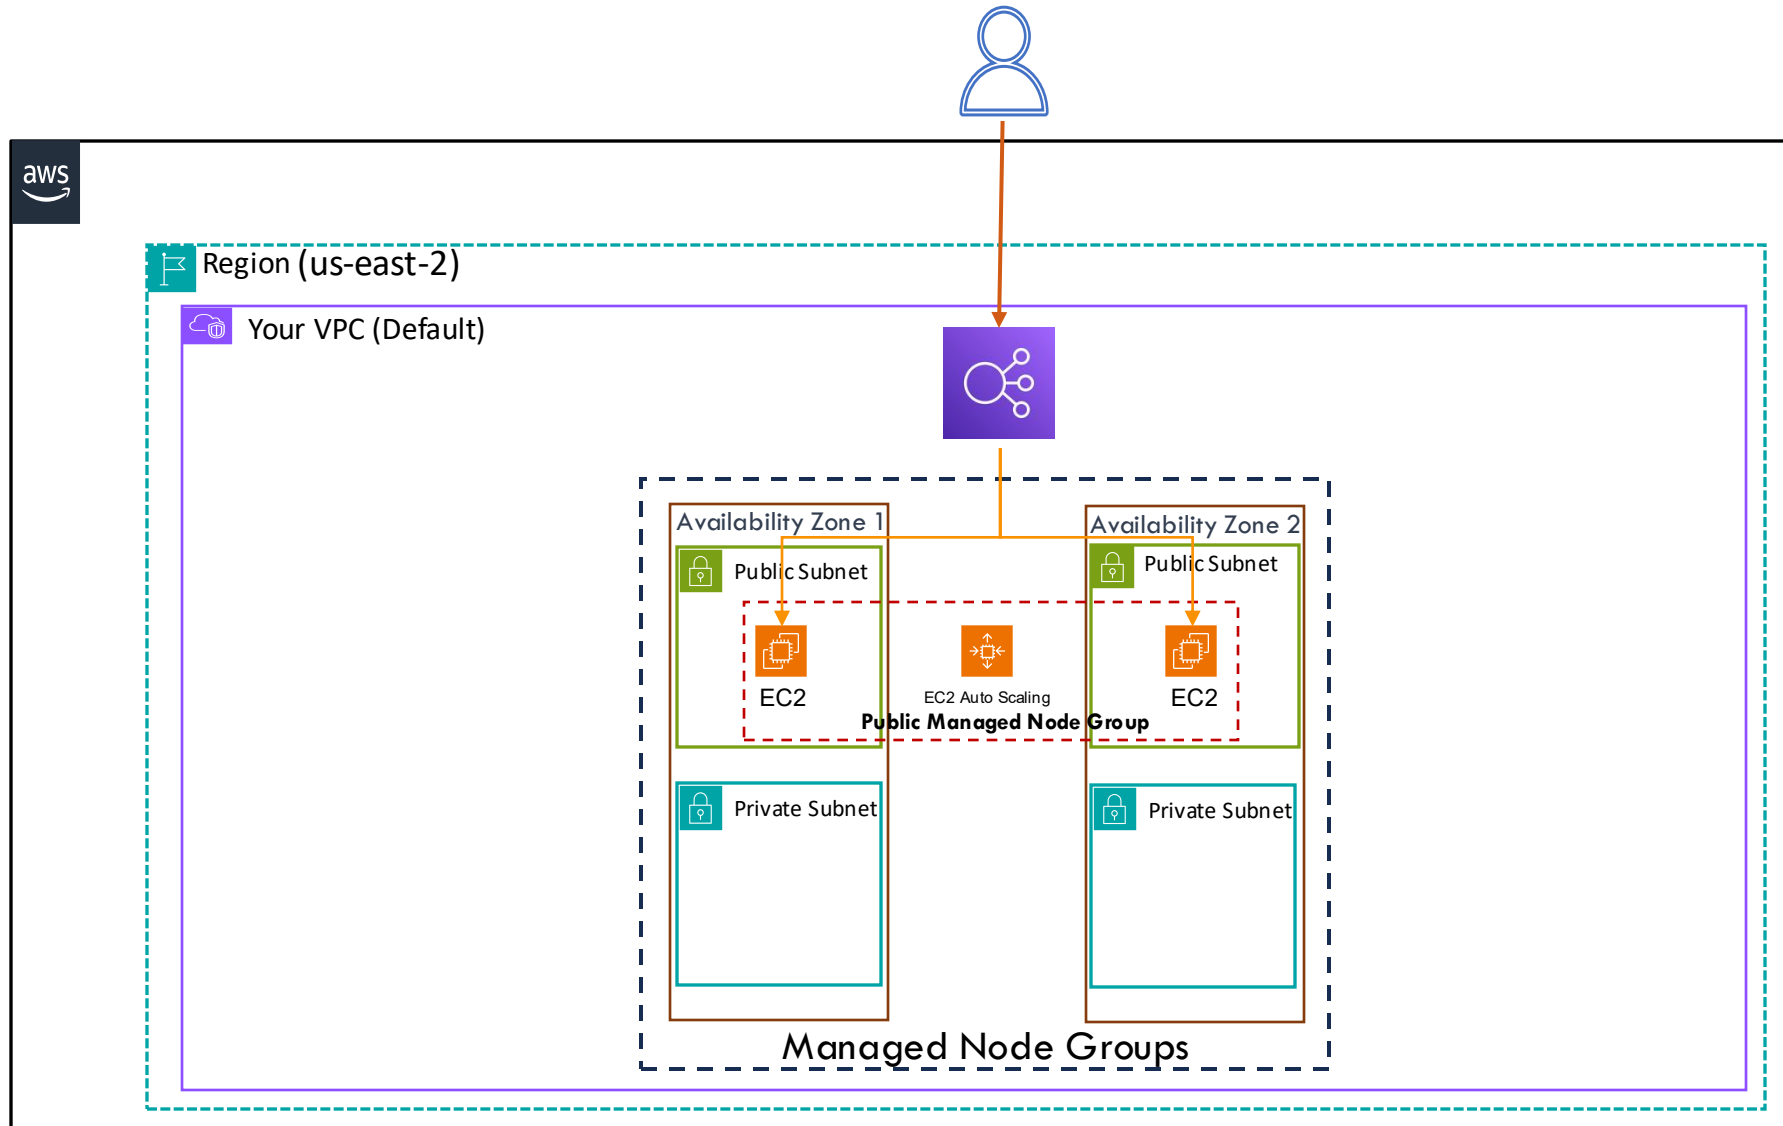 aws
Region (us-east-2)
Your VPC (Default)
Availability Zone 1
Availability Zone 2
Public Subnet
Public Subnet
EC2
EC2 Auto Scaling
EC2
Public Managed Node Group
Private Subnet
Private Subnet
Managed Node Groups